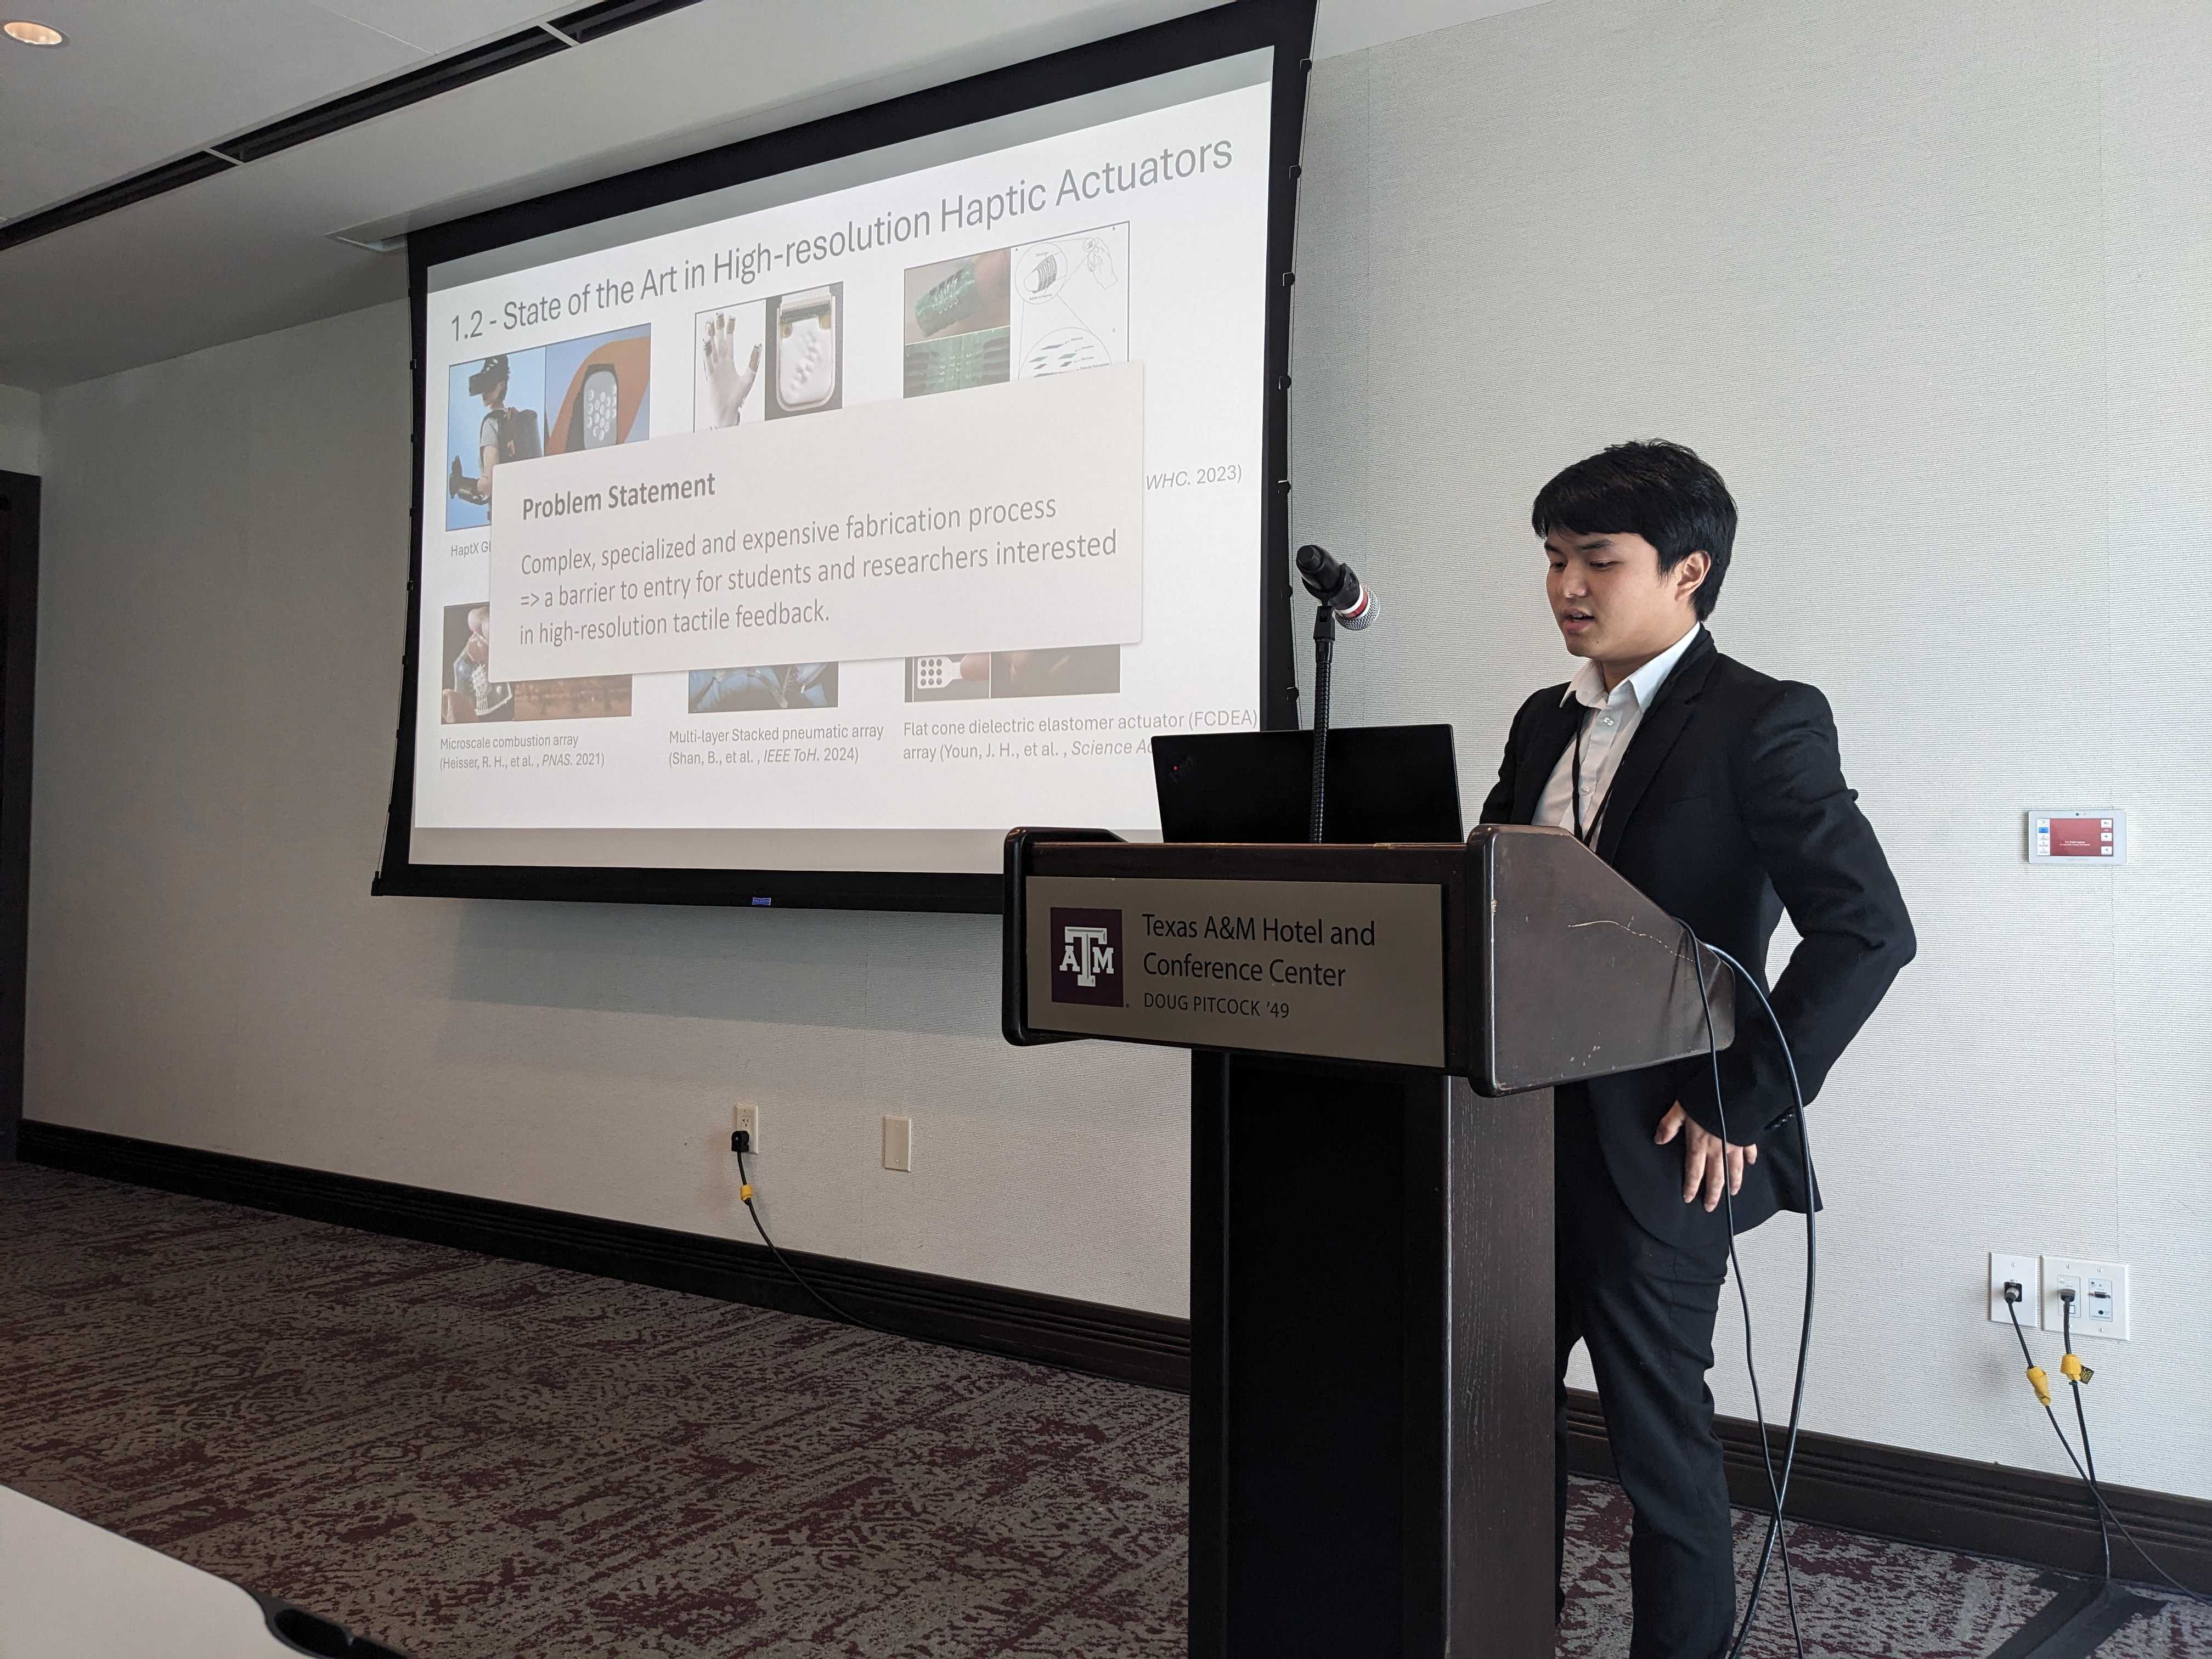 1.2 - State of the Art in High-resolution Haptic Actuators
WHC. 2023)
HaptX
Problem Statement
Complex, specialized and expensive fabrication process
=> a barrier to entry for students and researchers interested
in high-resolution tactile feedback.
Microscale combustion array
(Heisser, R. H., et al. , PNAS. 2021)
Multi-layer Stacked pneumatic array
(Shan, B., et al. , IEEE ToH. 2024)
Flat cone dielectric elastomer actuator (FCDEA)
array (Youn, J. H., et al. , Science
ATM
Texas A&M Hotel and
Conference Center
DOUG PITCOCK '49